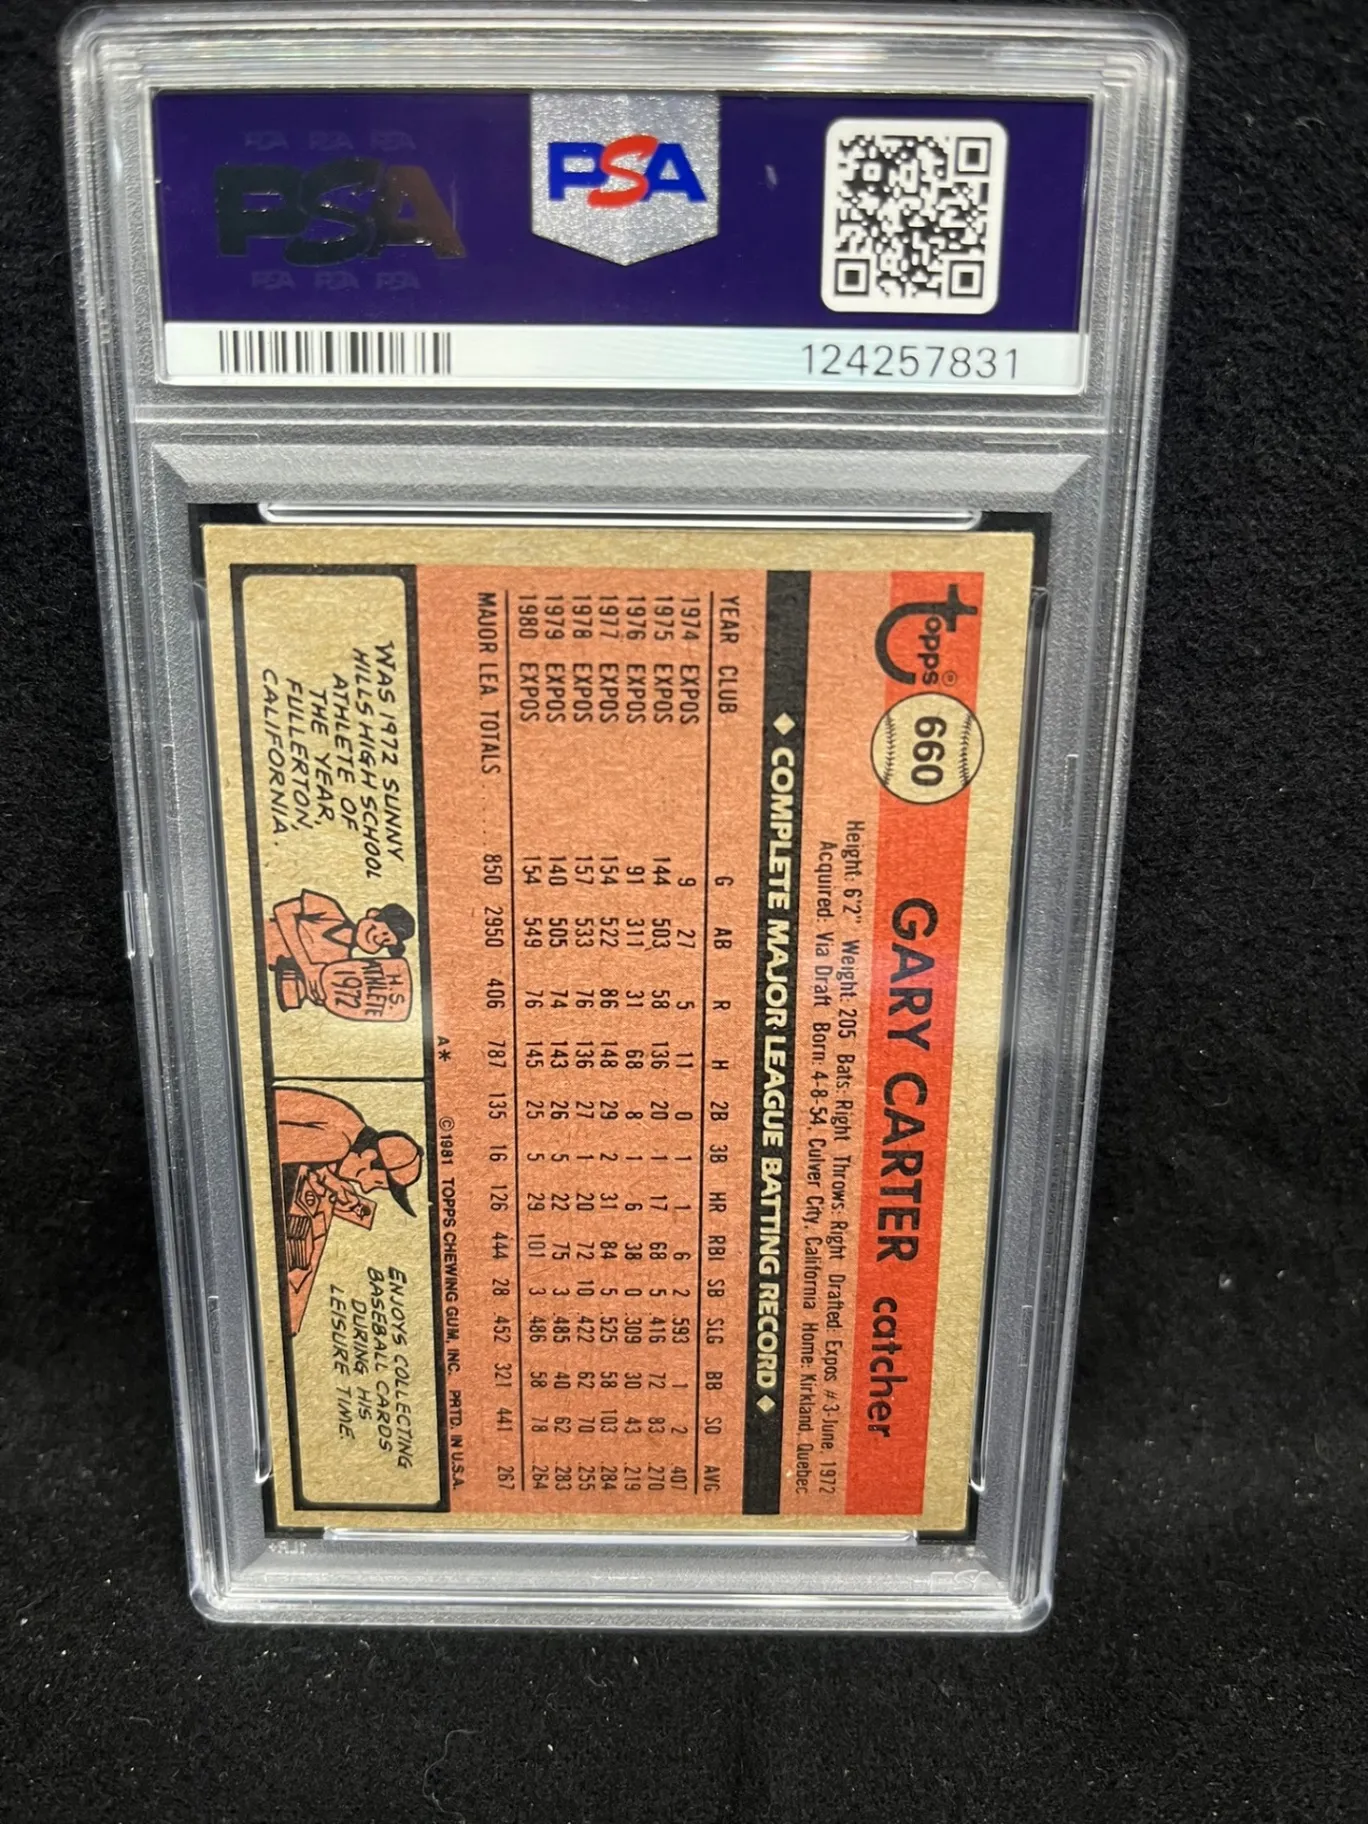 PSA PSA PSA
PSA
PSA PSA PSA
PSA
124257831
topps®
660
GARY CARTER catcher
Height: 6'2" Weight: 205 Bats: Right Throws: Right Drafted: Expos #3-June, 1972
Acquired: Via Draft Born: 4-8-54, Culver City, California Home: Kirkland, Quebec
◆ COMPLETE MAJOR LEAGUE BATTING RECORD ◆
YEAR CLUB G AB R H 2B 3B HR RBI SB SLG BB SO AVG
1974 EXPOS 9 27 5 11 0 1 1 6 2 .593 1 2 .407
1975 EXPOS 144 503 58 136 20 1 17 68 5 .416 72 83 .270
1976 EXPOS 91 311 31 68 8 1 6 38 0 .309 30 43 .219
1977 EXPOS 154 522 86 148 29 2 31 84 5 .525 58 103 .284
1978 EXPOS 157 533 76 136 27 1 20 72 10 .422 62 70 .255
1979 EXPOS 140 505 74 143 26 5 22 75 3 .485 40 62 .283
1980 EXPOS 154 549 76 145 25 5 29 101 3 .486 58 78 .264
MAJOR LEA. TOTALS .... 850 2950 406 787 135 16 126 444 28 .452 321 441 .267
A* ©1981 TOPPS CHEWING GUM, INC. PRTD. IN U.S.A.
WAS 1972 SUNNY
HILLS HIGH SCHOOL
ATHLETE OF
THE YEAR,
FULLERTON,
CALIFORNIA.
H.S.
ATHLETE
1972
ENJOYS COLLECTING
BASEBALL CARDS
DURING HIS
LEISURE TIME.